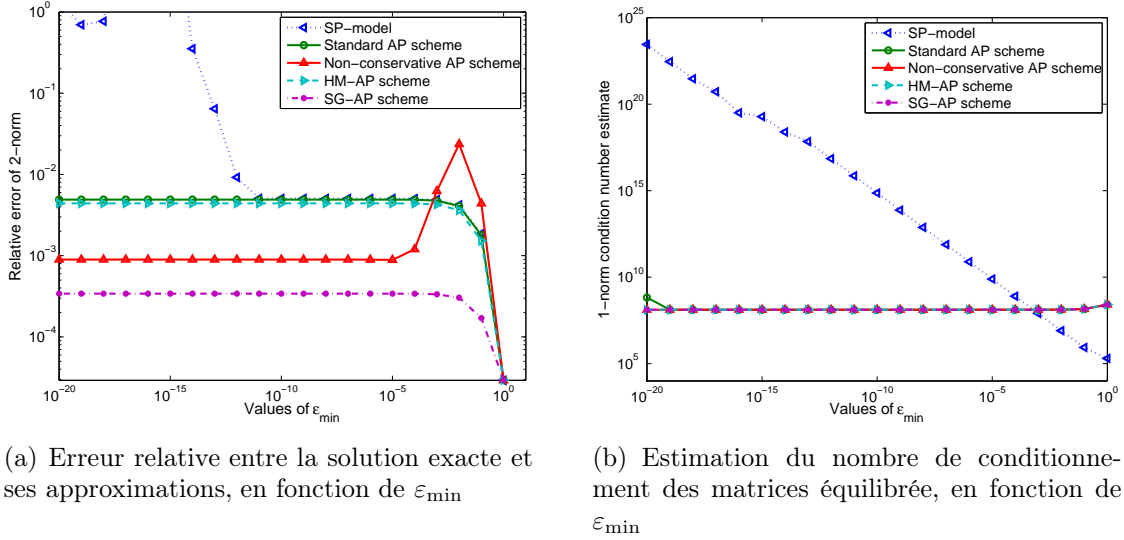 10^0
10^-1
10^-2
10^-3
10^-4
Relative error of 2-norm
SP-model
Standard AP scheme
Non-conservative AP scheme
HM-AP scheme
SG-AP scheme
10^-20 10^-15 10^-10 10^-5 10^0
Values of ε_min
10^25
10^20
10^15
10^10
10^5
1-norm condition number estimate
SP-model
Standard AP scheme
Non-conservative AP scheme
HM-AP scheme
SG-AP scheme
10^-20 10^-15 10^-10 10^-5 10^0
Values of ε_min
(a) Erreur relative entre la solution exacte et
ses approximations, en fonction de ε_min
(b) Estimation du nombre de conditionne-
ment des matrices équilibrée, en fonction de
ε_min